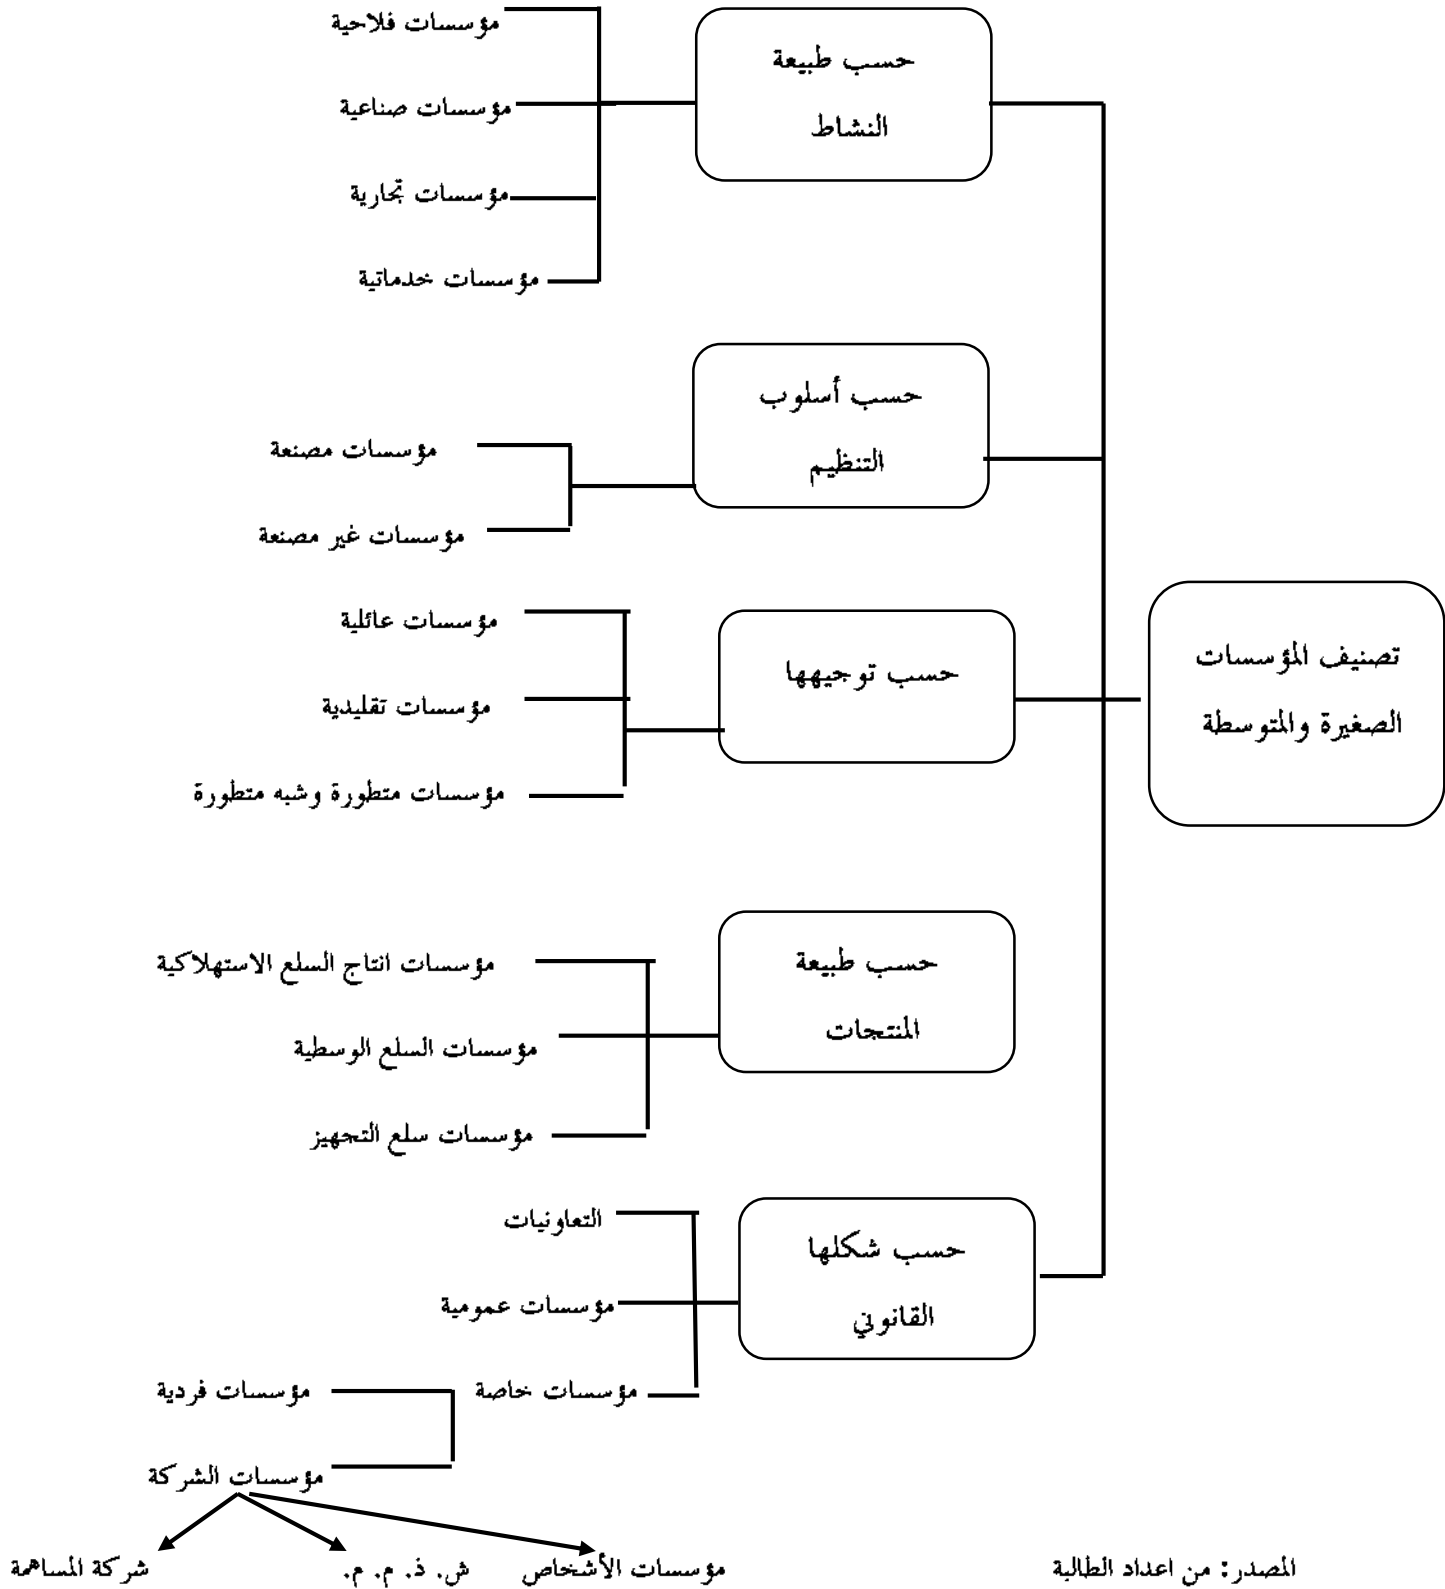 تصنيف المؤسسات
الصغيرة والمتوسطة
حسب طبيعة
النشاط
مؤسسات فلاحية
مؤسسات صناعية
مؤسسات تجارية
مؤسسات خدماتية
حسب أسلوب
التنظيم
مؤسسات مصنعة
مؤسسات غير مصنعة
حسب توجيهها
مؤسسات عائلية
مؤسسات تقليدية
مؤسسات متطورة وشبه متطورة
حسب طبيعة
المنتجات
مؤسسات انتاج السلع الاستهلاكية
مؤسسات السلع الوسطية
مؤسسات سلع التجهيز
حسب شكلها
القانوني
التعاونيات
مؤسسات عمومية
مؤسسات خاصة
مؤسسات فردية
مؤسسات الشركة
مؤسسات الأشخاص
ش. ذ. م. م.
شركة المساهمة
المصدر: من اعداد الطالبة